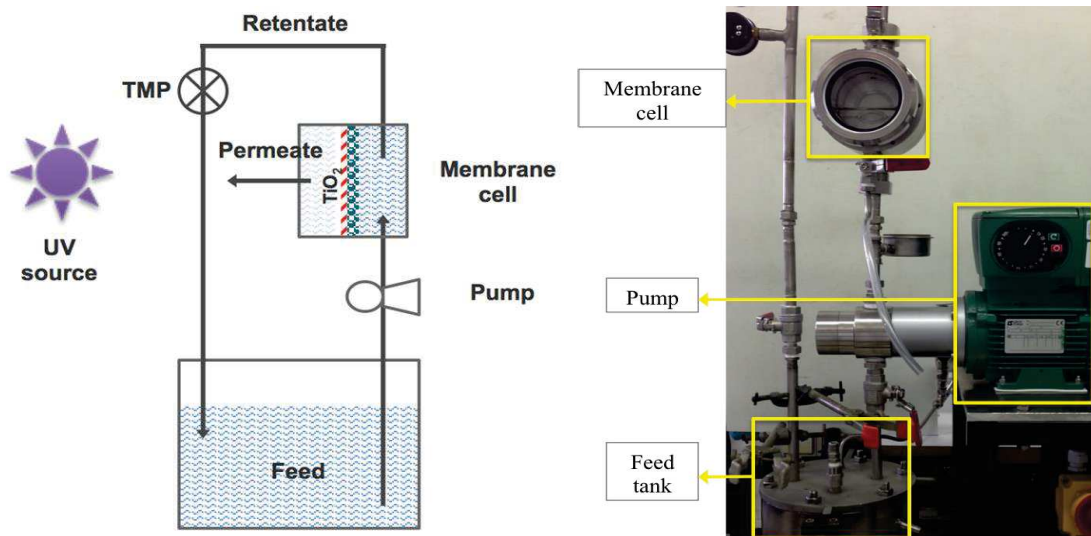 Retentate
TMP
Permeate
TiO2
Membrane
cell
UV
source
Pump
Feed
Membrane
cell
Pump
Feed
tank